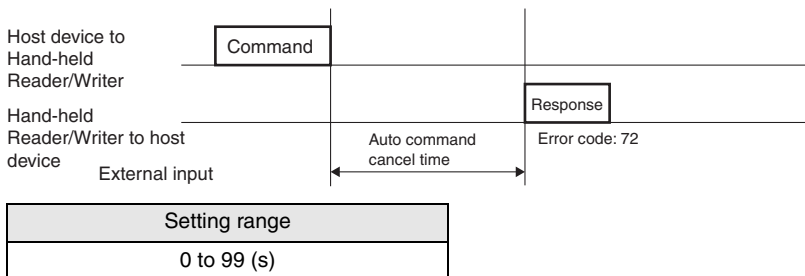 Host device to
Hand-held
Reader/Writer
Command
Hand-held
Reader/Writer to host
device
Response
Auto command
cancel time
Error code: 72
External input
Setting range
0 to 99 (s)